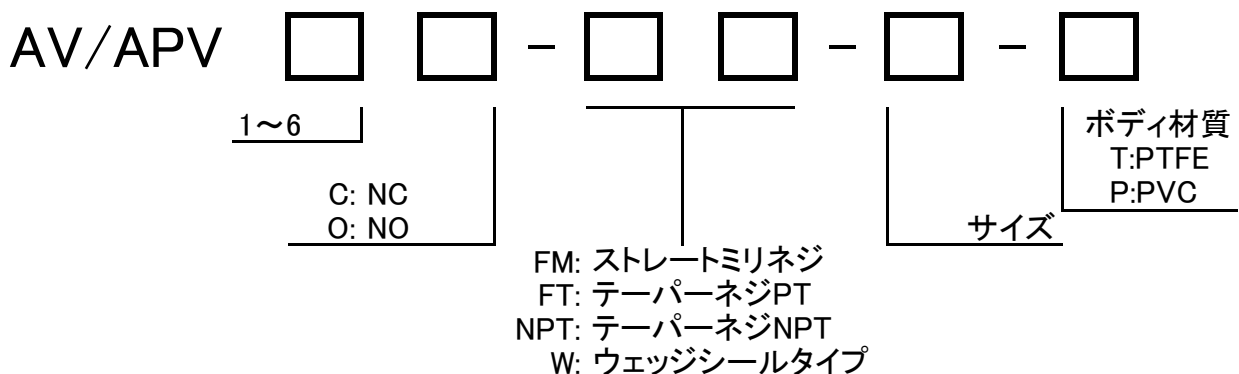 AV/APV □ □ - □ □ - □ - □
1～6
C: NC
O: NO
FM: ストレートミリネジ
FT: テーパーネジPT
NPT: テーパーネジNPT
W: ウェッジシールタイプ
サイズ
ボディ材質
T:PTFE
P:PVC